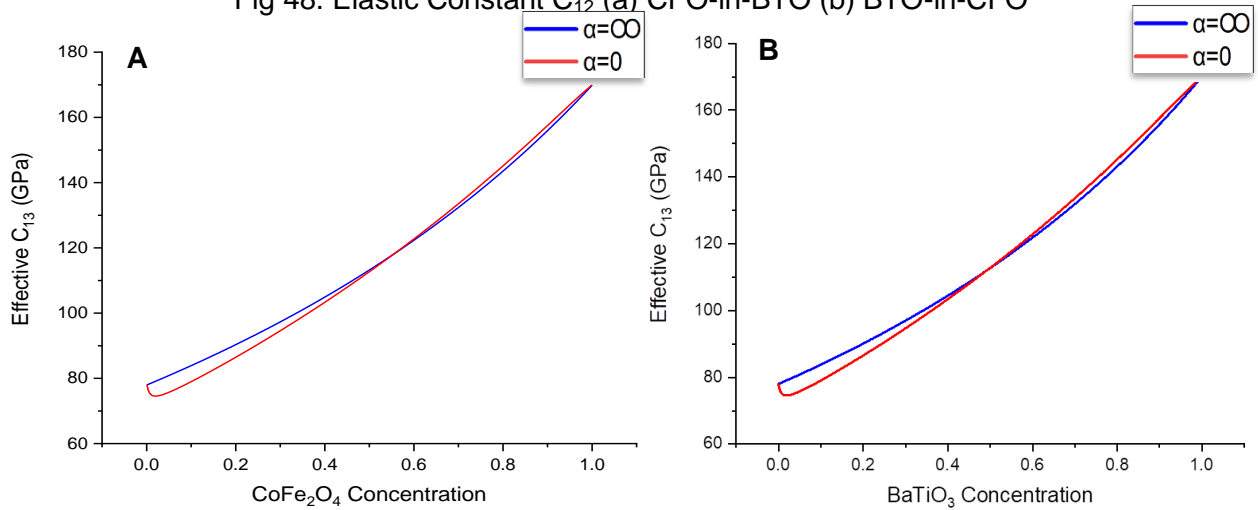 Fig 48: Elastic Constant C₁₂ (a) CFO-in-BTO (b) BTO-in-CFO
A
α=∞
α=0
180
160
140
120
100
80
60
Effective C₁₃ (GPa)
0.0 0.2 0.4 0.6 0.8 1.0
CoFe₂O₄ Concentration
B
α=∞
α=0
180
160
140
120
100
80
60
Effective C₁₃ (GPa)
0.0 0.2 0.4 0.6 0.8 1.0
BaTiO₃ Concentration